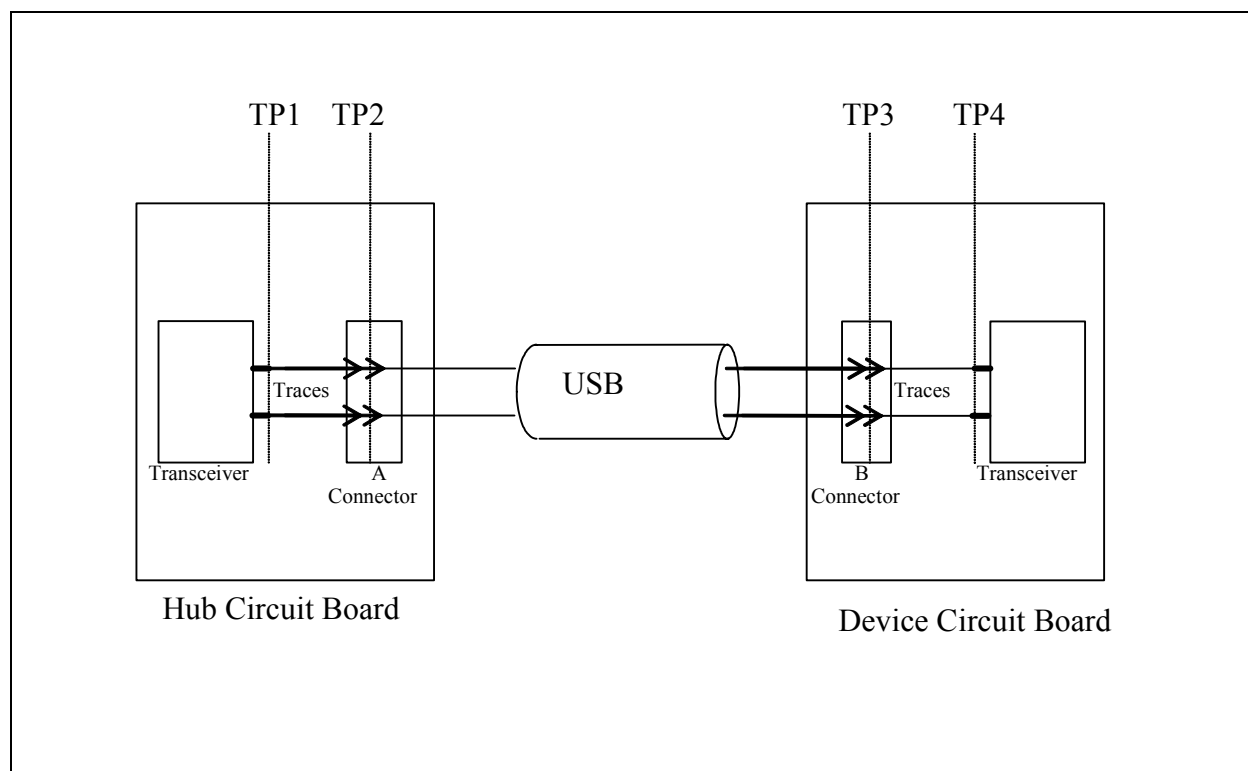 TP1
TP2
TP3
TP4
USB
Traces
Traces
Transceiver
A
Connector
B
Connector
Transceiver
Hub Circuit Board
Device Circuit Board